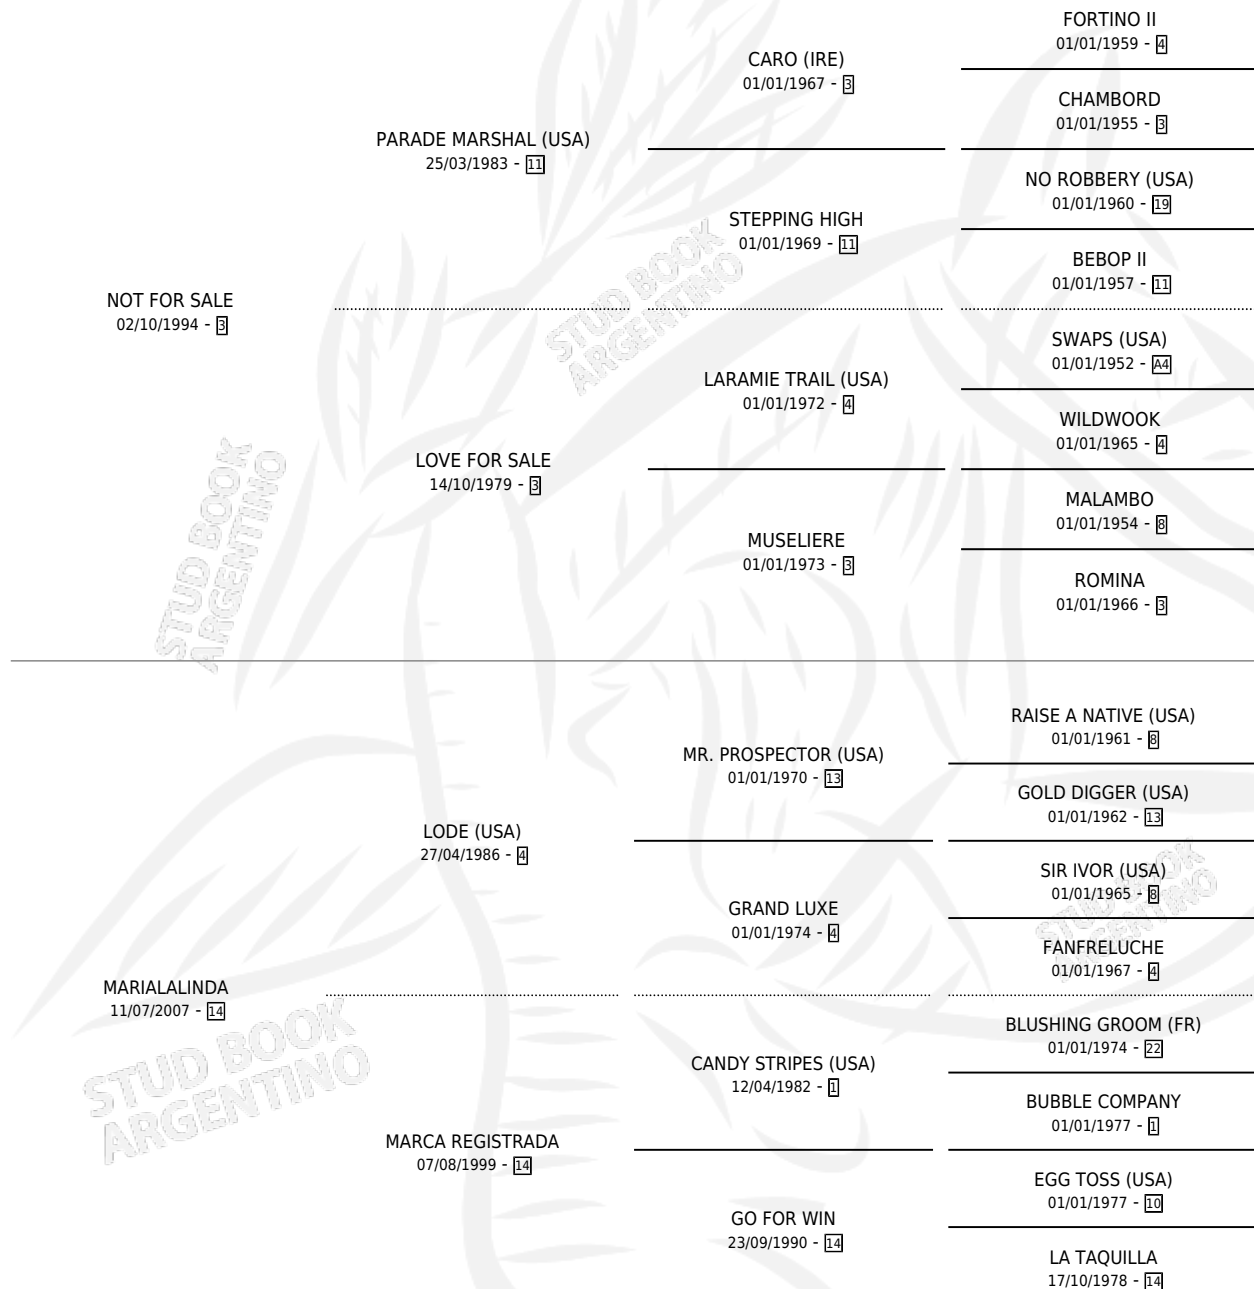 FORTINO II
01/01/1959 - 4
CARO (IRE)
01/01/1967 - 3
CHAMBORD
01/01/1955 - 3
PARADE MARSHAL (USA)
25/03/1983 - 11
NO ROBBERY (USA)
01/01/1960 - 19
STEPPING HIGH
01/01/1969 - 11
BEBOP II
01/01/1957 - 11
NOT FOR SALE
02/10/1994 - 3
SWAPS (USA)
01/01/1952 - A4
LARAMIE TRAIL (USA)
01/01/1972 - 4
WILDWOOK
01/01/1965 - 4
LOVE FOR SALE
14/10/1979 - 3
MALAMBO
01/01/1954 - 8
MUSELIERE
01/01/1973 - 3
ROMINA
01/01/1966 - 3
RAISE A NATIVE (USA)
01/01/1961 - 8
MR. PROSPECTOR (USA)
01/01/1970 - 13
GOLD DIGGER (USA)
01/01/1962 - 13
LODE (USA)
27/04/1986 - 4
SIR IVOR (USA)
01/01/1965 - 8
GRAND LUXE
01/01/1974 - 4
FANFRELUCHE
01/01/1967 - 4
MARIALALINDA
11/07/2007 - 14
BLUSHING GROOM (FR)
01/01/1974 - 22
CANDY STRIPES (USA)
12/04/1982 - 1
BUBBLE COMPANY
01/01/1977 - 1
MARCA REGISTRADA
07/08/1999 - 14
EGG TOSS (USA)
01/01/1977 - 10
GO FOR WIN
23/09/1990 - 14
LA TAQUILLA
17/10/1978 - 14
STUD BOOK
ARGENTINO
STUD BOOK
ARGENTINO
STUD BOOK
ARGENTINO
STUD BOOK
ARGENTINO